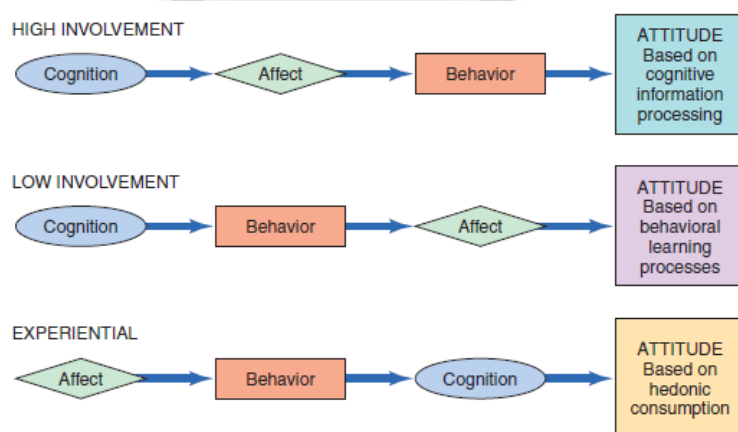 HIGH INVOLVEMENT
Cognition
Affect
Behavior
ATTITUDE
Based on
cognitive
information
processing
LOW INVOLVEMENT
Cognition
Behavior
Affect
ATTITUDE
Based on
behavioral
learning
processes
EXPERIENTIAL
Affect
Behavior
Cognition
ATTITUDE
Based on
hedonic
consumption